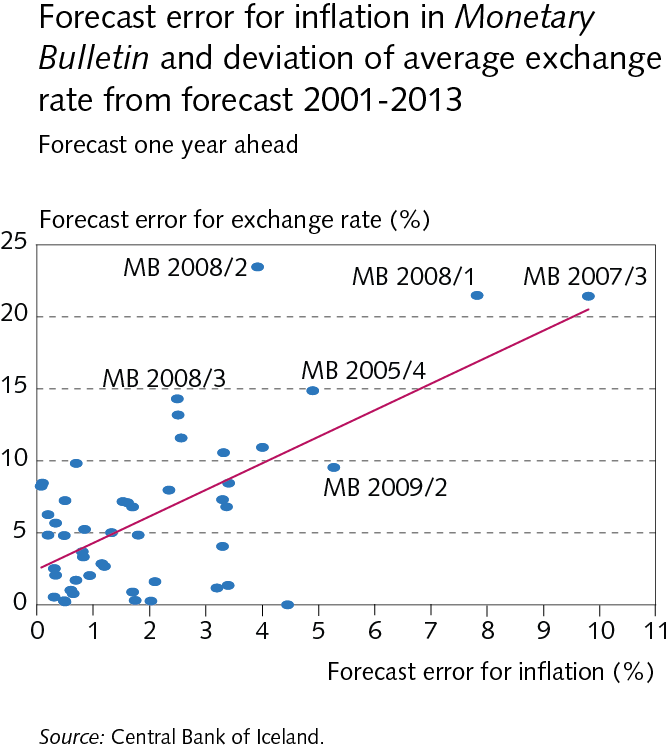 Forecast error for inflation in Monetary
Bulletin and deviation of average exchange
rate from forecast 2001-2013
Forecast one year ahead
Forecast error for exchange rate (%)
25
20
15
10
5
0
MB 2008/2
MB 2008/1
MB 2007/3
MB 2008/3
MB 2005/4
MB 2009/2
0 1 2 3 4 5 6 7 8 9 10 11
Forecast error for inflation (%)
Source: Central Bank of Iceland.